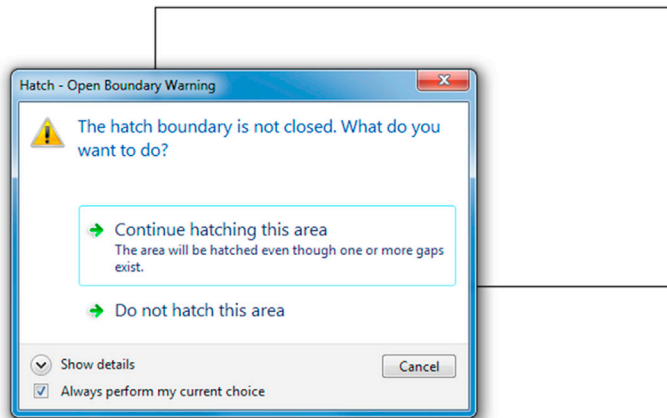 Hatch - Open Boundary Warning
The hatch boundary is not closed. What do you
want to do?
Continue hatching this area
The area will be hatched even though one or more gaps
exist.
Do not hatch this area
Show details
Cancel
Always perform my current choice